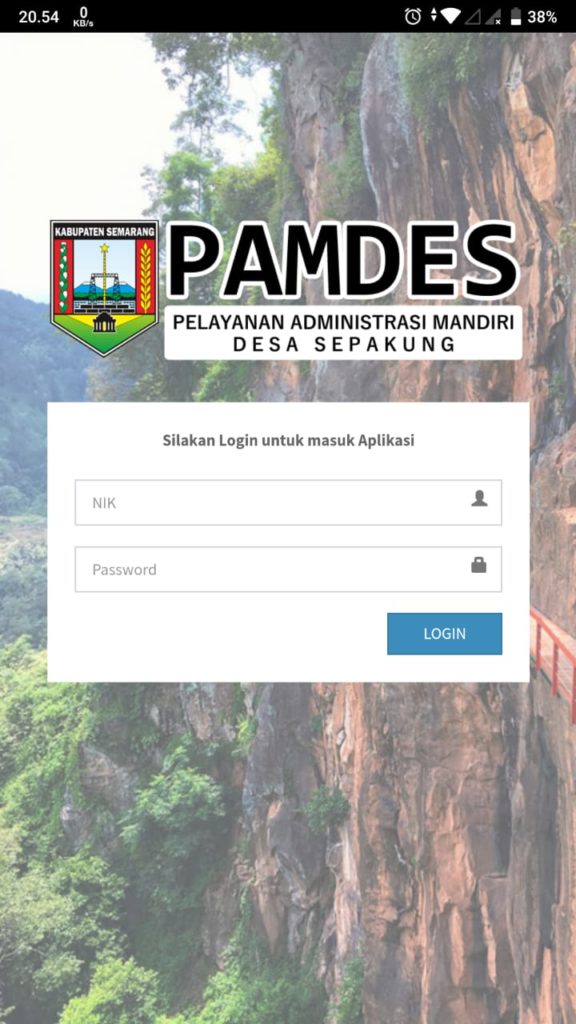 20.54
0
KB/s
38%
KABUPATEN SEMARANG
PAMDES
PELAYANAN ADMINISTRASI MANDIRI
DESA SEPAKUNG
Silakan Login untuk masuk Aplikasi
NIK
Password
LOGIN